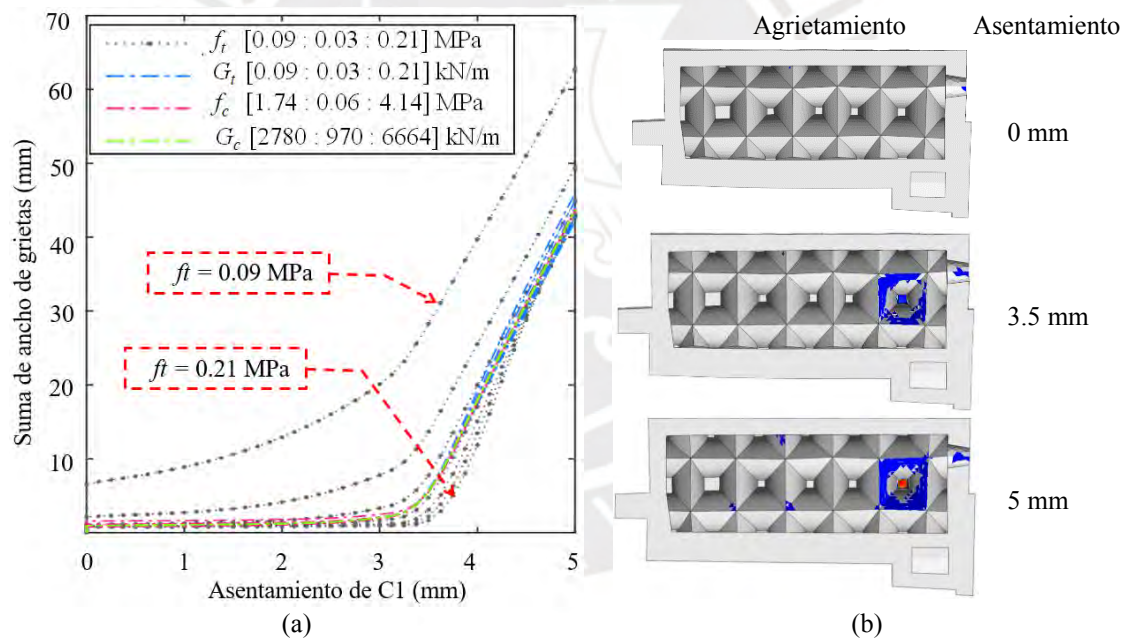 70
60
50
40
30
20
10
Suma de ancho de grietas (mm)
f_t [0.09 : 0.03 : 0.21] MPa
G_t [0.09 : 0.03 : 0.21] kN/m
f_c [1.74 : 0.06 : 4.14] MPa
G_c [2780 : 970 : 6664] kN/m
ft = 0.09 MPa
ft = 0.21 MPa
0 1 2 3 4 5
Asentamiento de C1 (mm)
(a)
Agrietamiento Asentamiento
0 mm
3.5 mm
5 mm
(b)